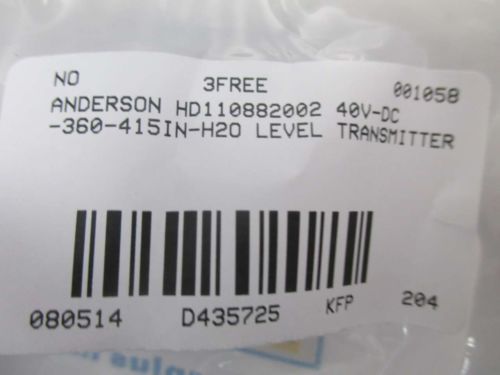 NO 3FREE 001058
ANDERSON HD110882002 40V-DC
-360-415IN-H2O LEVEL TRANSMITTER
080514 D435725 KFP 204